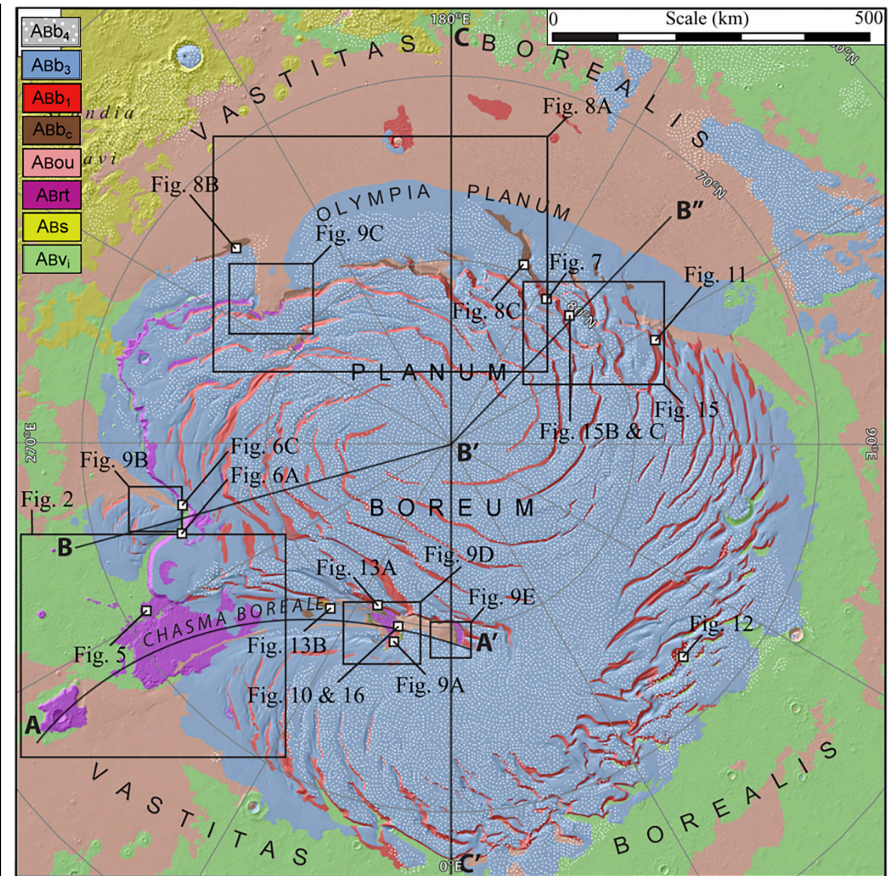 ABb4
ABb3
ABb1
ABbc
ABou
ABrt
ABs
ABvi
ndia
avi
180°E
0
Scale (km)
500
C
VASTITAS
BOREALIS
70°N
Fig. 8A
Fig. 8B
OLYMPIA PLANUM
B"
Fig. 9C
Fig. 7
Fig. 11
Fig. 8C
80°N
PLANUM
Fig. 15
Fig. 15B & C
270°E
90°E
B'
Fig. 9B
Fig. 6C
Fig. 6A
Fig. 2
BOREUM
B
Fig. 9D
Fig. 13A
Fig. 9E
CHASMA BOREALE
Fig. 12
Fig. 5
Fig. 13B
A'
Fig. 10 & 16
Fig. 9A
A
VASTITAS
BOREALIS
0°E
C'